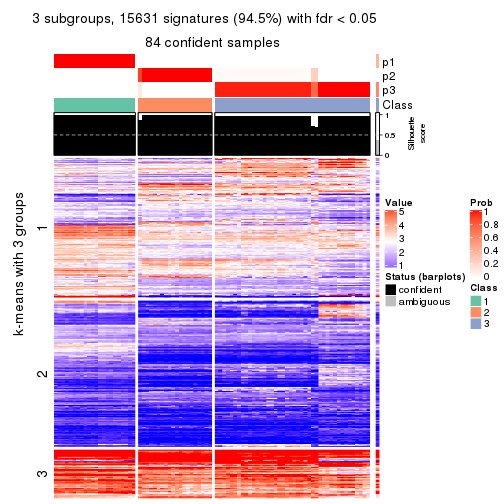 3 subgroups, 15631 signatures (94.5%) with fdr < 0.05
84 confident samples
p1
p2
p3
Class
1
0.5
0
Silhouette
score
k-means with 3 groups
1
2
3
Value
5
4
3
2
1
Status (barplots)
confident
ambiguous
Prob
1
0.8
0.6
0.4
0.2
0
Class
1
2
3